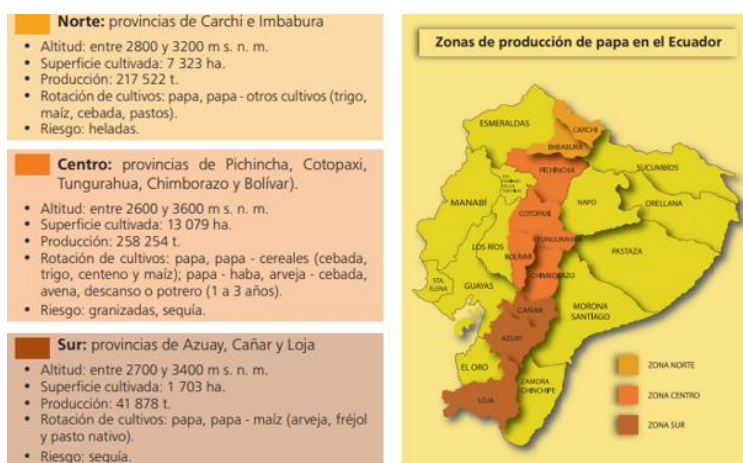 Norte: provincias de Carchi e Imbabura
• Altitud: entre 2800 y 3200 m s. n. m.
• Superficie cultivada: 7 323 ha.
• Producción: 217 522 t.
• Rotación de cultivos: papa, papa - otros cultivos (trigo,
maíz, cebada, pastos).
• Riesgo: heladas.
Centro: provincias de Pichincha, Cotopaxi,
Tungurahua, Chimborazo y Bolívar).
• Altitud: entre 2600 y 3600 m s. n. m.
• Superficie cultivada: 13 079 ha.
• Producción: 258 254 t.
• Rotación de cultivos: papa, papa - cereales (cebada,
trigo, centeno y maíz); papa - haba, arveja - cebada,
avena, descanso o potrero (1 a 3 años).
• Riesgo: granizadas, sequía.
Sur: provincias de Azuay, Cañar y Loja
• Altitud: entre 2700 y 3400 m s. n. m.
• Superficie cultivada: 1 703 ha.
• Producción: 41 878 t.
• Rotación de cultivos: papa, papa - maíz (arveja, fréjol
y pasto nativo).
• Riesgo: sequía.
Zonas de producción de papa en el Ecuador
ESMERALDAS
CARCHI
IMBABURA
PICHINCHA
SUCUMBÍOS
MANABÍ
NAPO
ORELLANA
COTOPAXI
TUNGURAHUA
LOS RÍOS
BOLÍVAR
PASTAZA
CHIMBORAZO
STA.
ELENA
GUAYAS
MORONA
SANTIAGO
CAÑAR
AZUAY
EL ORO
ZAMORA
CHINCHIPE
LOJA
ZONA NORTE
ZONA CENTRO
ZONA SUR